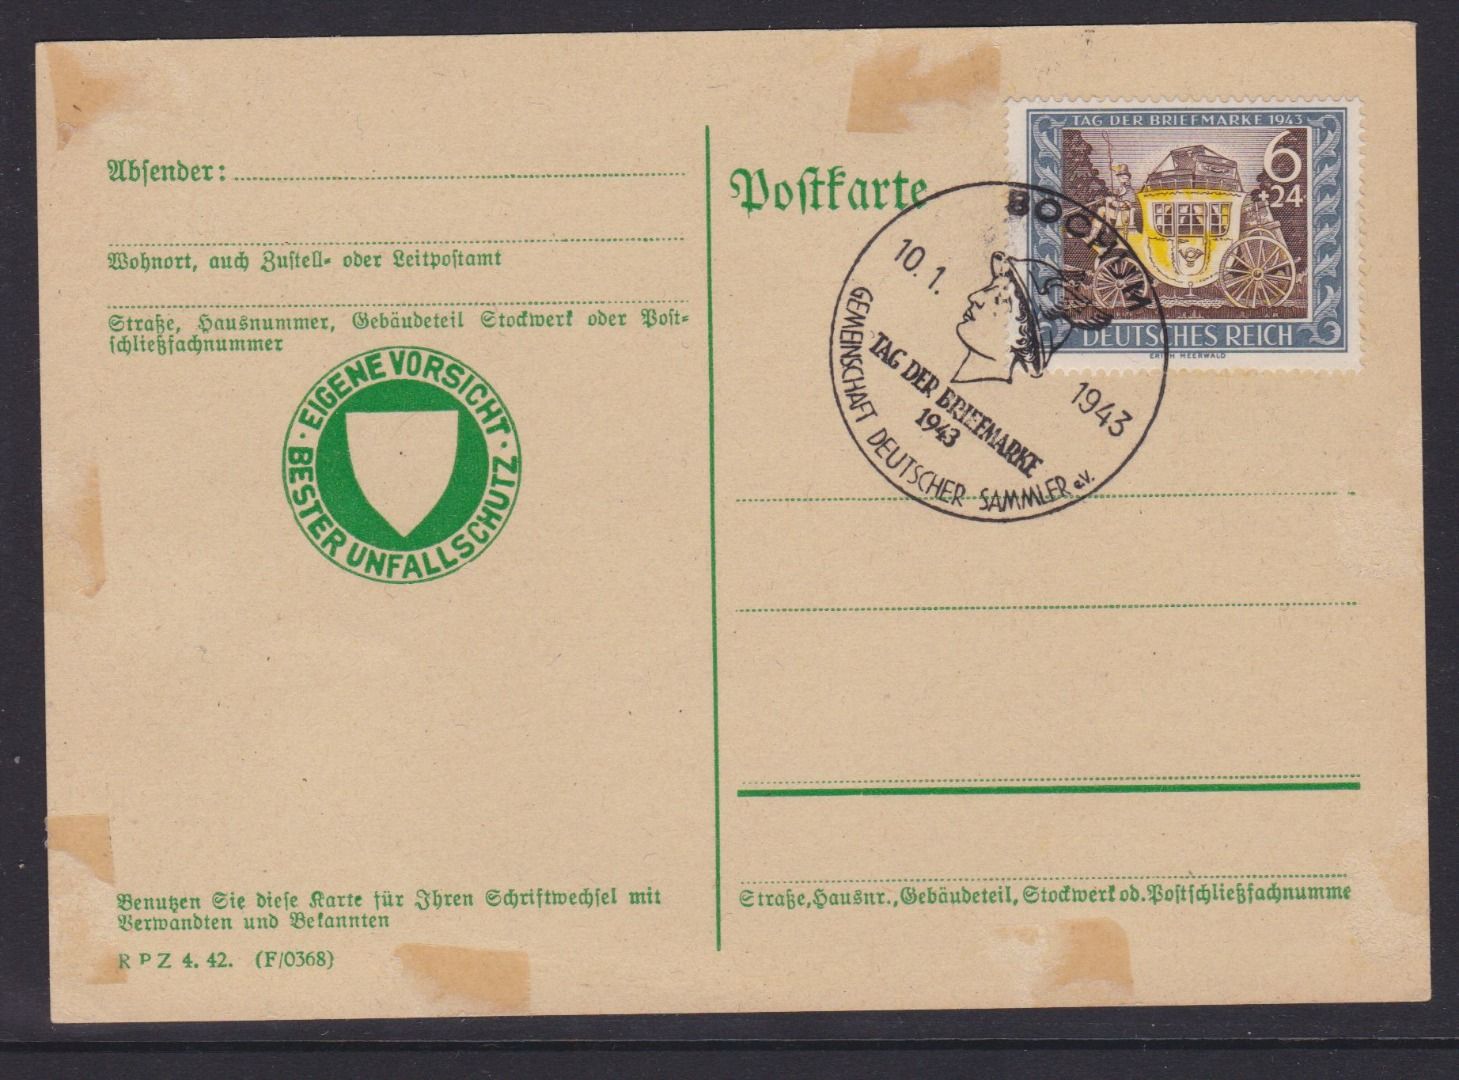 Absender:
Wohnort, auch Zustell- oder Leitpostamt
Straße, Hausnummer, Gebäudeteil Stockwerk oder Post-
schließfachnummer
EIGENE VORSICHT · BESTER UNFALLSCHUTZ ·
Benutzen Sie diese Karte für Ihren Schriftwechsel mit
Verwandten und Bekannten
R P Z 4. 42. (F/0368)
Postkarte
TAG DER BRIEFMARKE 1943
6
+24
DEUTSCHES REICH
ERICH MEERWALD
BOCHUM
10. 1.
1943
TAG DER BRIEFMARKE
1943
GEMEINSCHAFT DEUTSCHER SAMMLER e.V.
Straße, Hausnr., Gebäudeteil, Stockwerk od. Postschließfachnumme